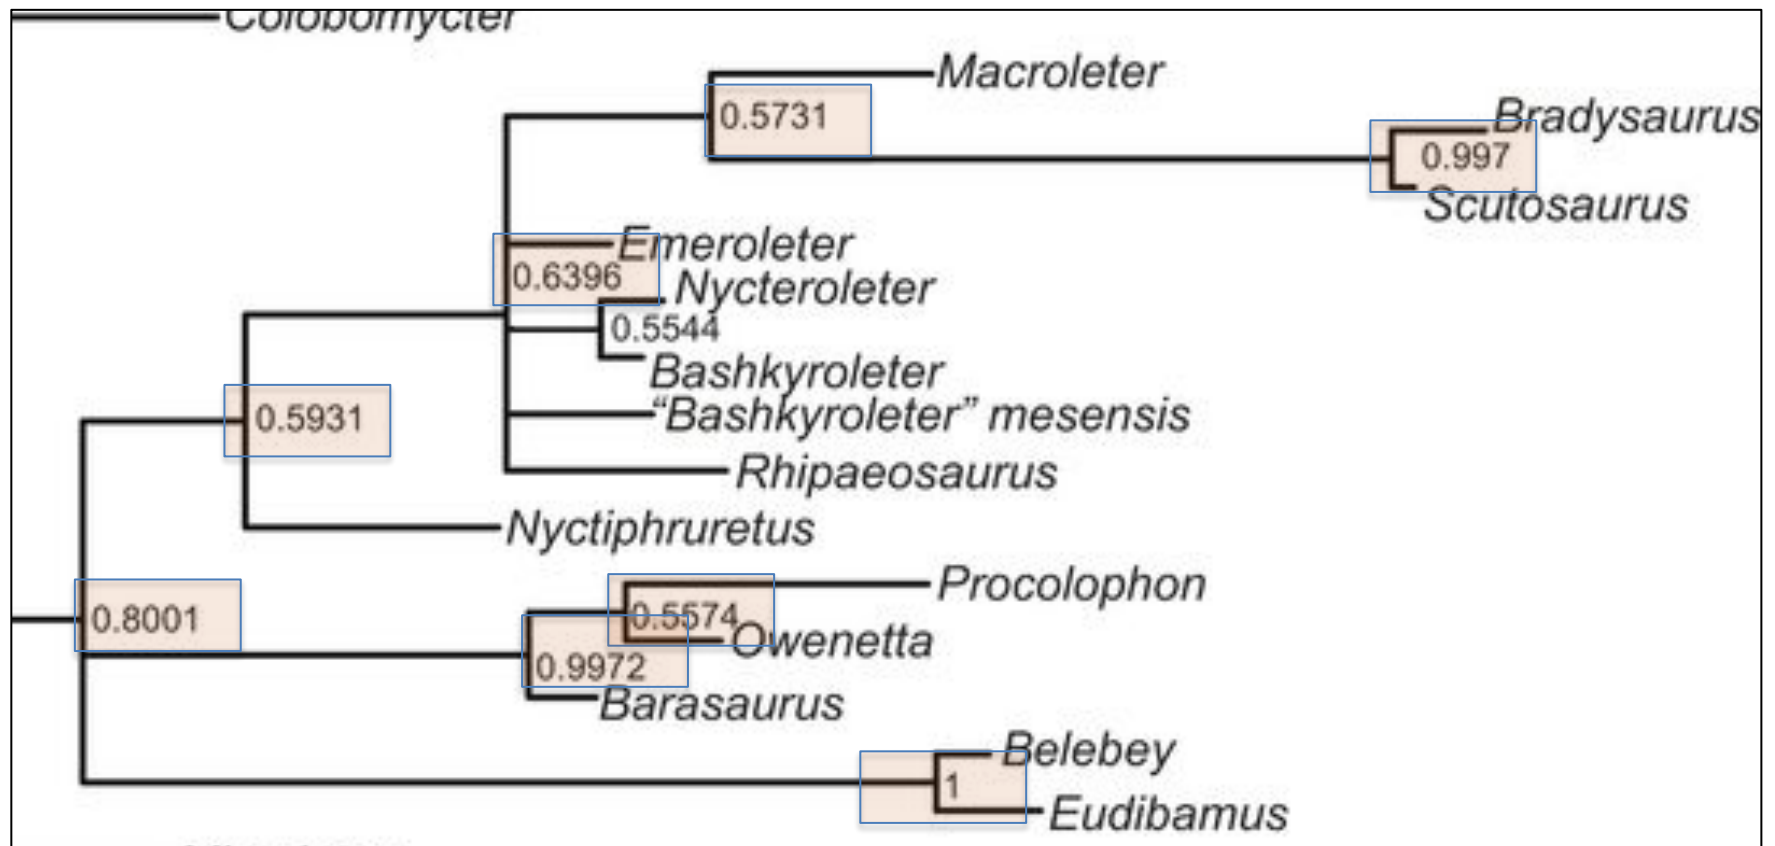 Colobomycter
Macroleter
0.5731
Bradysaurus
0.997
Scutosaurus
Emeroleter
0.6396
Nycteroleter
0.5544
Bashkyroleter
“Bashkyroleter” mesensis
0.5931
Rhipaeosaurus
Nyctiphruretus
Procolophon
0.8001
0.5574
Owenetta
0.9972
Barasaurus
Belebey
1
Eudibamus